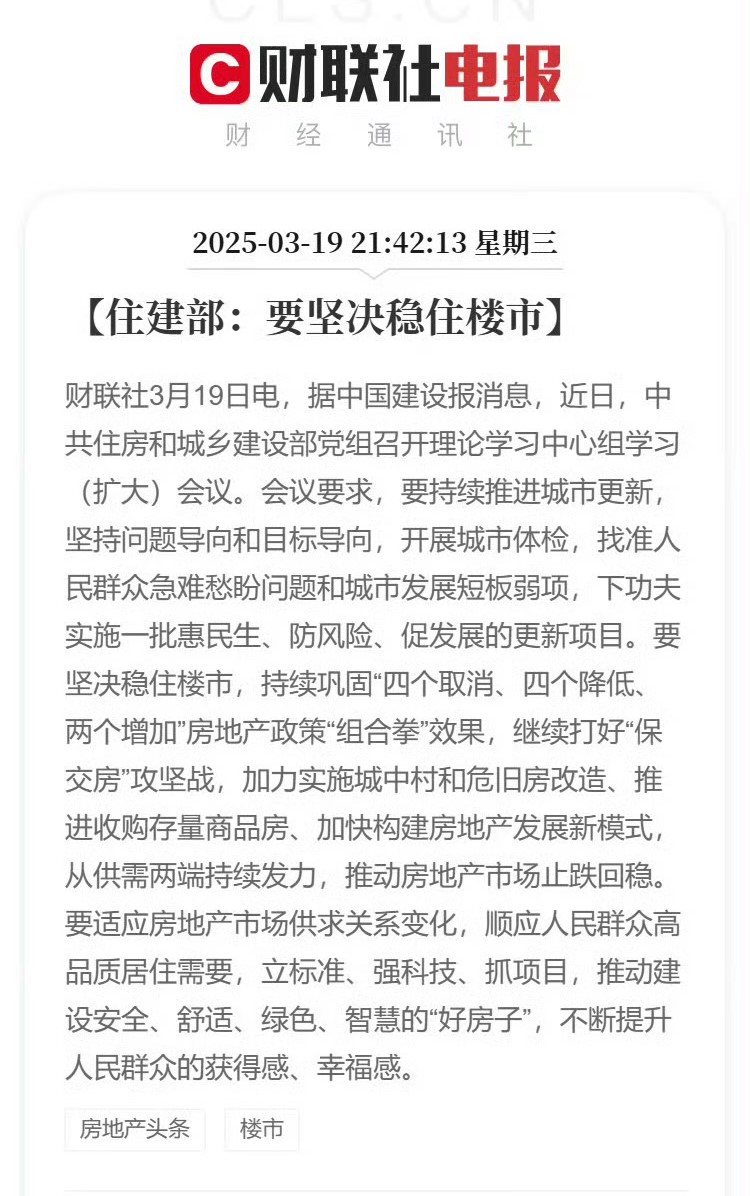 CLS.CN
C 财联社电报
财经通讯社
2025-03-19 21:42:13 星期三
【住建部：要坚决稳住楼市】
财联社3月19日电，据中国建设报消息，近日，中
共住房和城乡建设部党组召开理论学习中心组学习
（扩大）会议。会议要求，要持续推进城市更新，
坚持问题导向和目标导向，开展城市体检，找准人
民群众急难愁盼问题和城市发展短板弱项，下功夫
实施一批惠民生、防风险、促发展的更新项目。要
坚决稳住楼市，持续巩固“四个取消、四个降低、
两个增加”房地产政策“组合拳”效果，继续打好“保
交房”攻坚战，加力实施城中村和危旧房改造、推
进收购存量商品房、加快构建房地产发展新模式，
从供需两端持续发力，推动房地产市场止跌回稳。
要适应房地产市场供求关系变化，顺应人民群众高
品质居住需要，立标准、强科技、抓项目，推动建
设安全、舒适、绿色、智慧的“好房子”，不断提升
人民群众的获得感、幸福感。
房地产头条 楼市